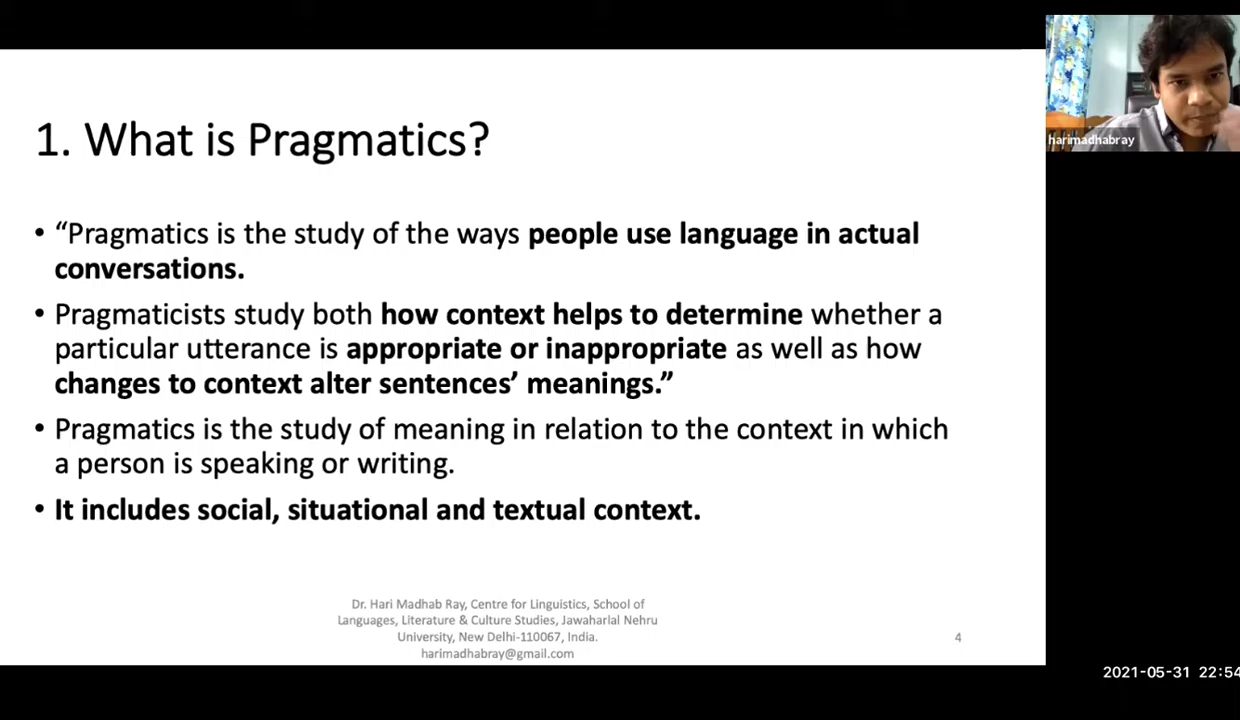 1. What is Pragmatics?
harimadhabray
• “Pragmatics is the study of the ways people use language in actual
conversations.
• Pragmaticists study both how context helps to determine whether a
particular utterance is appropriate or inappropriate as well as how
changes to context alter sentences’ meanings.”
• Pragmatics is the study of meaning in relation to the context in which
a person is speaking or writing.
• It includes social, situational and textual context.
Dr. Hari Madhab Ray, Centre for Linguistics, School of
Languages, Literature & Culture Studies, Jawaharlal Nehru
University, New Delhi-110067, India.
harimadhabray@gmail.com
4
2021-05-31 22:54